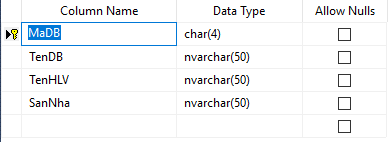 Column Name Data Type Allow Nulls
MaDB char(4)
TenDB nvarchar(50)
TenHLV nvarchar(50)
SanNha nvarchar(50)